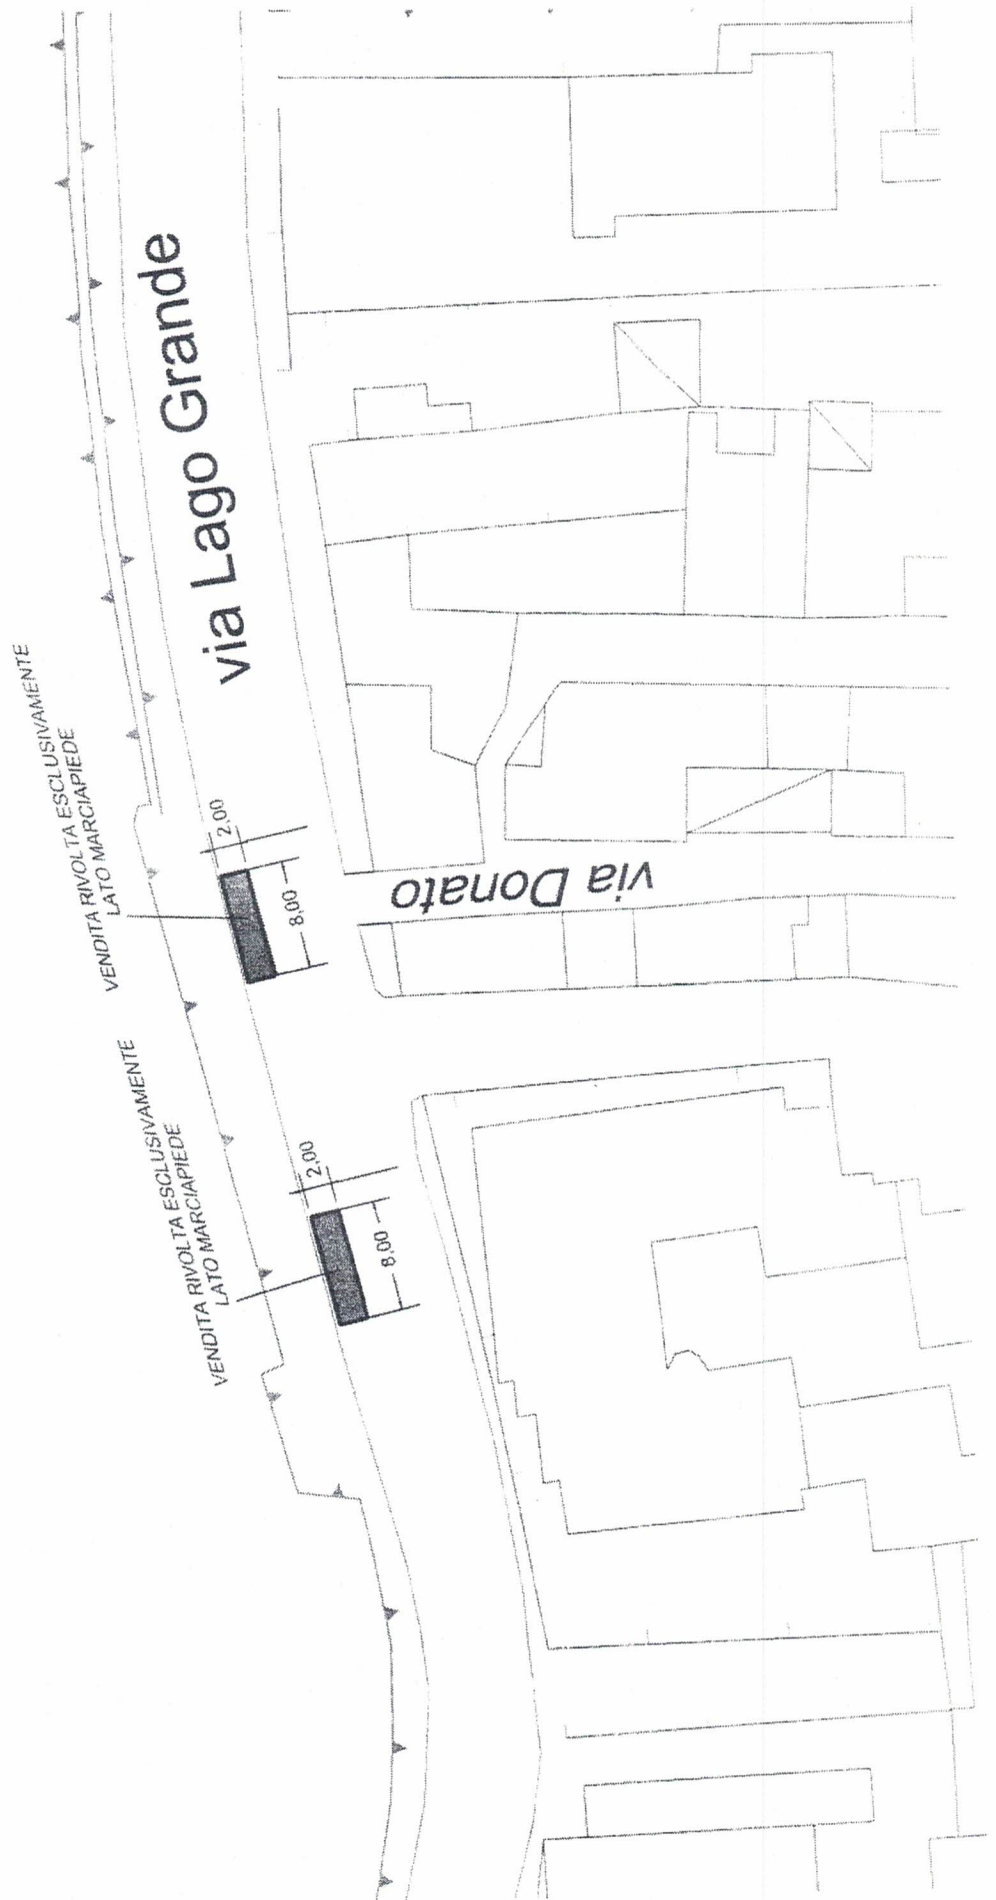 VENDITA RIVOLTA ESCLUSIVAMENTE
LATO MARCIAPIEDE
via Lago Grande
2,00
8,00
via Donato
VENDITA RIVOLTA ESCLUSIVAMENTE
LATO MARCIAPIEDE
2,00
8,00